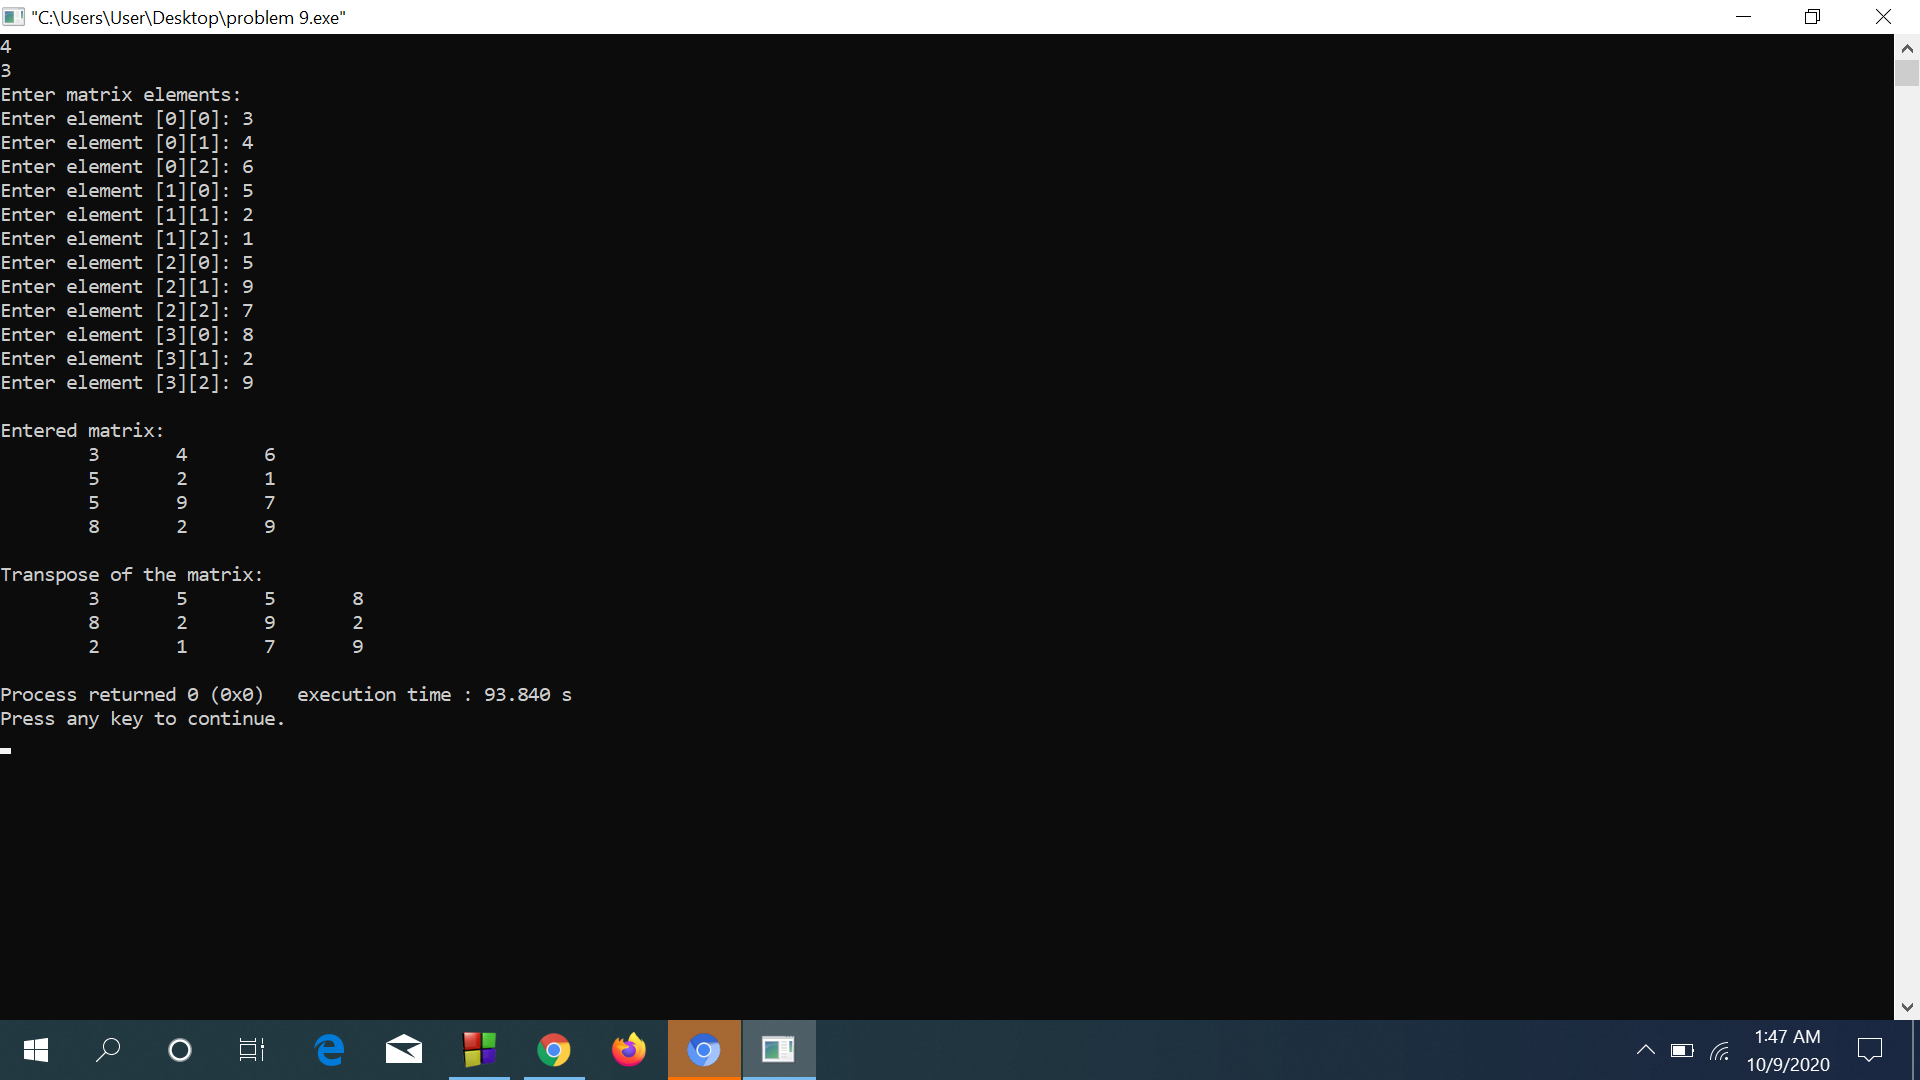 "C:\Users\User\Desktop\problem 9.exe"
4
3
Enter matrix elements:
Enter element [0][0]: 3
Enter element [0][1]: 4
Enter element [0][2]: 6
Enter element [1][0]: 5
Enter element [1][1]: 2
Enter element [1][2]: 1
Enter element [2][0]: 5
Enter element [2][1]: 9
Enter element [2][2]: 7
Enter element [3][0]: 8
Enter element [3][1]: 2
Enter element [3][2]: 9
Entered matrix:
3 4 6
5 2 1
5 9 7
8 2 9
Transpose of the matrix:
3 5 5 8
8 2 9 2
2 1 7 9
Process returned 0 (0x0) execution time : 93.840 s
Press any key to continue.
1:47 AM
10/9/2020